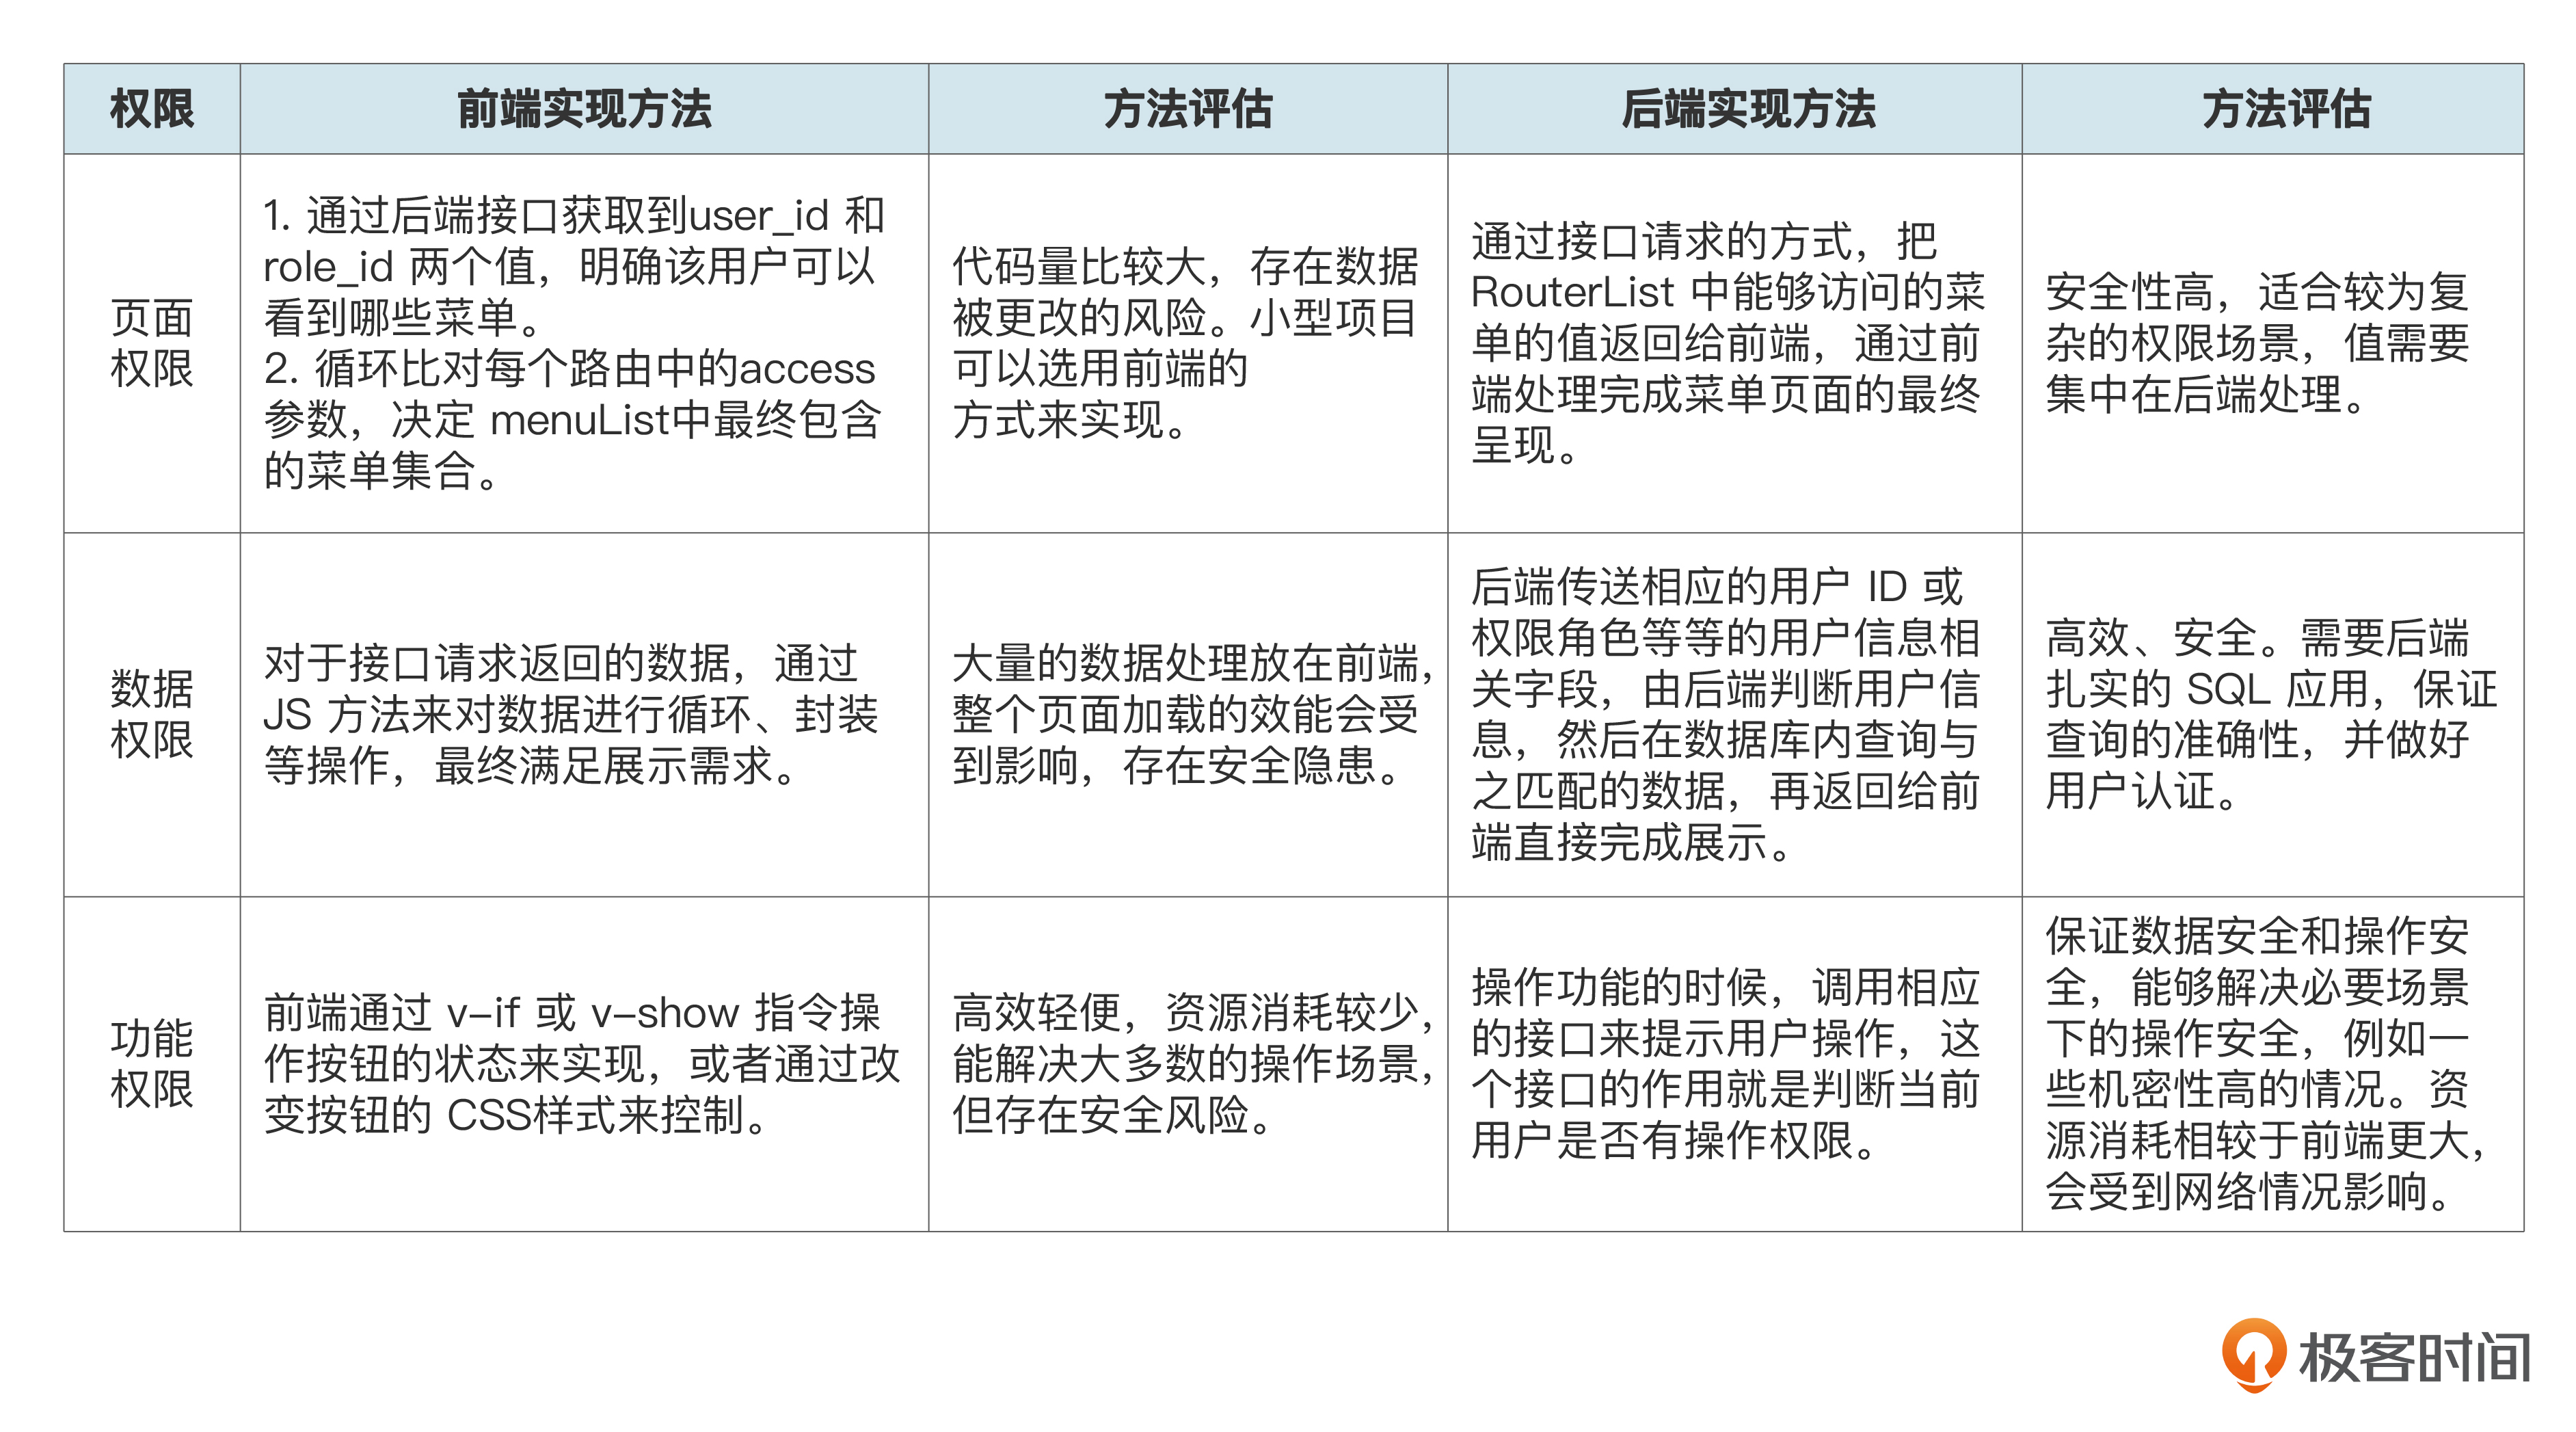 权限
前端实现方法
方法评估
后端实现方法
方法评估
页面
权限
1. 通过后端接口获取到user_id 和
role_id 两个值，明确该用户可以
看到哪些菜单。
2. 循环比对每个路由中的access
参数，决定 menuList中最终包含
的菜单集合。
代码量比较大，存在数据
被更改的风险。小型项目
可以选用前端的
方式来实现。
通过接口请求的方式，把
RouterList 中能够访问的菜
单的值返回给前端，通过前
端处理完成菜单页面的最终
呈现。
安全性高，适合较为复
杂的权限场景，值需要
集中在后端处理。
数据
权限
对于接口请求返回的数据，通过
JS 方法来对数据进行循环、封装
等操作，最终满足展示需求。
大量的数据处理放在前端，
整个页面加载的效能会受
到影响，存在安全隐患。
后端传送相应的用户 ID 或
权限角色等等的用户信息相
关字段，由后端判断用户信
息，然后在数据库内查询与
之匹配的数据，再返回给前
端直接完成展示。
高效、安全。需要后端
扎实的 SQL 应用，保证
查询的准确性，并做好
用户认证。
功能
权限
前端通过 v-if 或 v-show 指令操
作按钮的状态来实现，或者通过改
变按钮的 CSS样式来控制。
高效轻便，资源消耗较少，
能解决大多数的操作场景，
但存在安全风险。
操作功能的时候，调用相应
的接口来提示用户操作，这
个接口的作用就是判断当前
用户是否有操作权限。
保证数据安全和操作安
全，能够解决必要场景
下的操作安全，例如一
些机密性高的情况。资
源消耗相较于前端更大，
会受到网络情况影响。
极客时间